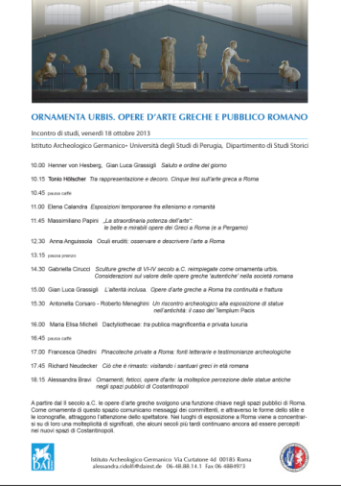 ORNAMENTA URBIS. OPERE D'ARTE GRECHE E PUBBLICO ROMANO
Incontro di studi, venerdì 18 ottobre 2013
Istituto Archeologico Germanico• Università degli Studi di Perugia, Dipartimento di Studi Storici
10.00 Henner von Hesberg, Gian Luca Grassigli Saluto e ordine del giorno
10.15 Tonio Hölscher Tra rappresentazione e decoro. Cinque tesi sull'arte greca a Roma
10.45 pausa caffè
11.00 Elena Calandra Esposizioni temporanee tra ellenismo e romanità
11.45 Massimiliano Papini „La straordinaria potenza dell'arte":
le belle e mirabili opere dei Greci a Roma (e a Pergamo)
12.30 Anna Anguissola Oculi eruditi: osservare e descrivere l'arte a Roma
13.15 pausa pranzo
14.30 Gabriella Cirucci Sculture greche di VI-IV secolo a.C. reimpiegate come ornamenta urbis.
Considerazioni sul valore delle opere greche 'autentiche' nella società romana
15.00 Gian Luca Grassigli L'alterità inclusa. Opere d'arte greche a Roma tra continuità e frattura
15.30 Antonella Corsaro - Roberto Meneghini Un riscontro archeologico alla esposizione di statue
nell'antichità: il caso del Templum Pacis
16.00 Maria Elisa Micheli Dactyliothecae: tra publica magnificentia e privata luxuria
16.45 pausa caffè
17.00 Francesca Ghedini Pinacoteche private a Roma: fonti letterarie e testimonianze archeologiche
17.45 Richard Neudecker Ciò che è rimasto: visitando i santuari greci in età romana
18.15 Alessandra Bravi Ornamenti, feticci, opere d'arte: la molteplice percezione delle statue antiche
negli spazi pubblici di Costantinopoli
A partire dal II secolo a.C. le opere d'arte greche svolgono una funzione chiave negli spazi pubblici di Roma.
Come ornamenta di questo spazio comunicano messaggi dei committenti, e attraverso le forme dello stile e
le iconografie, attraggono l'attenzione dello spettatore. Nei luoghi di esposizione a Roma viene a concentrar-
si su di loro una molteplicità di significati, che alcuni secoli più tardi continuano ancora ad essere percepiti
nei nuovi spazi di Costantinopoli.
DAI
Istituto Archeologico Germanico Via Curtatone 4d 00185 Roma
alessandra.ridolfi@dainst.de 06-48.88.14.1 Fax 06 4884973